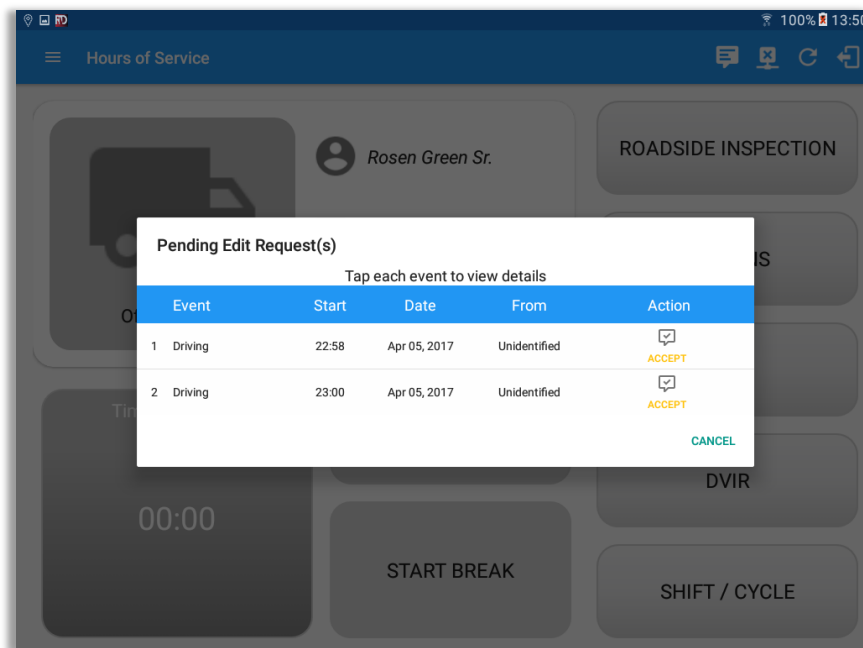 100% 13:50
Hours of Service
Rosen Green Sr.
ROADSIDE INSPECTION
Pending Edit Request(s)
Tap each event to view details
Event Start Date From Action
1 Driving 22:58 Apr 05, 2017 Unidentified ACCEPT
2 Driving 23:00 Apr 05, 2017 Unidentified ACCEPT
CANCEL
DVIR
00:00
START BREAK
SHIFT / CYCLE